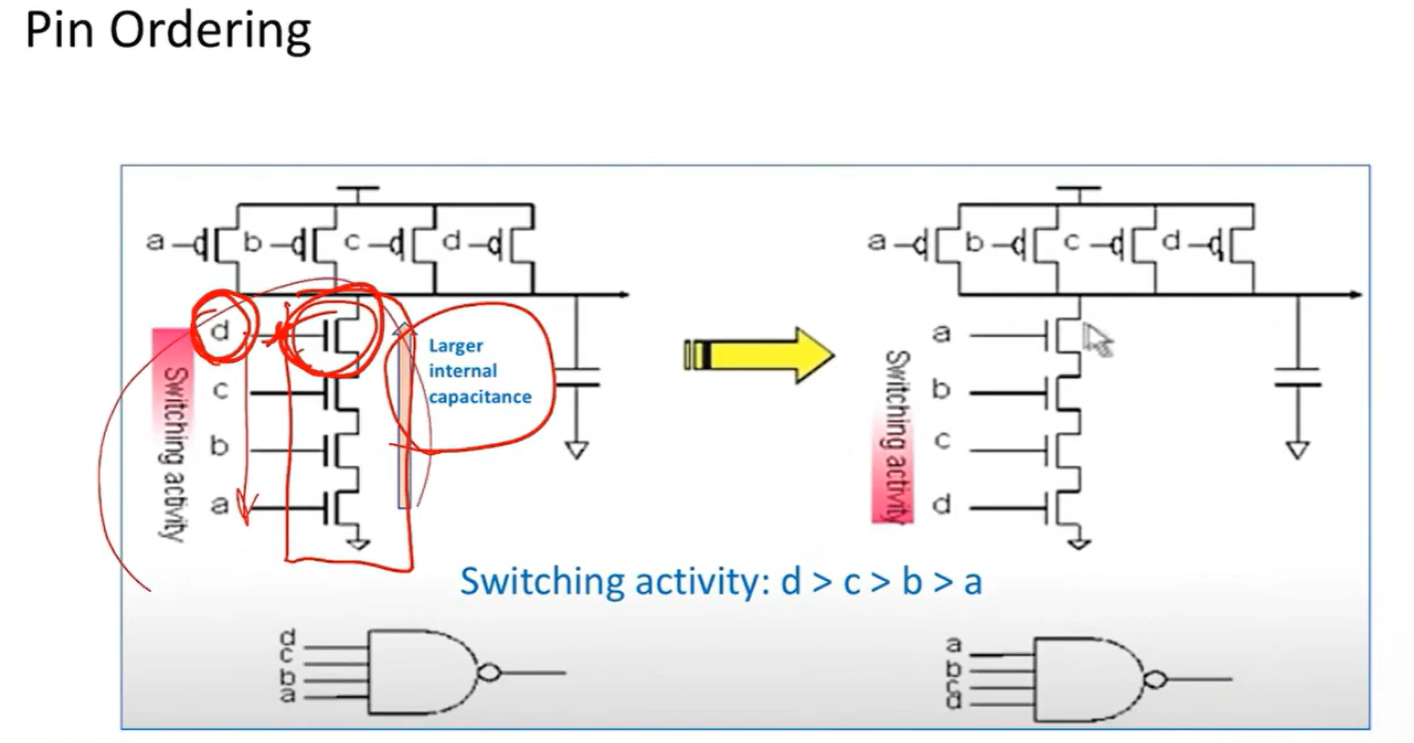 Pin Ordering
a b c d
a b c d
d
c
b
a
Switching activity
Larger
internal
capacitance
a
b
c
d
Switching activity
Switching activity: d > c > b > a
d
c
b
a
a
b
c
d